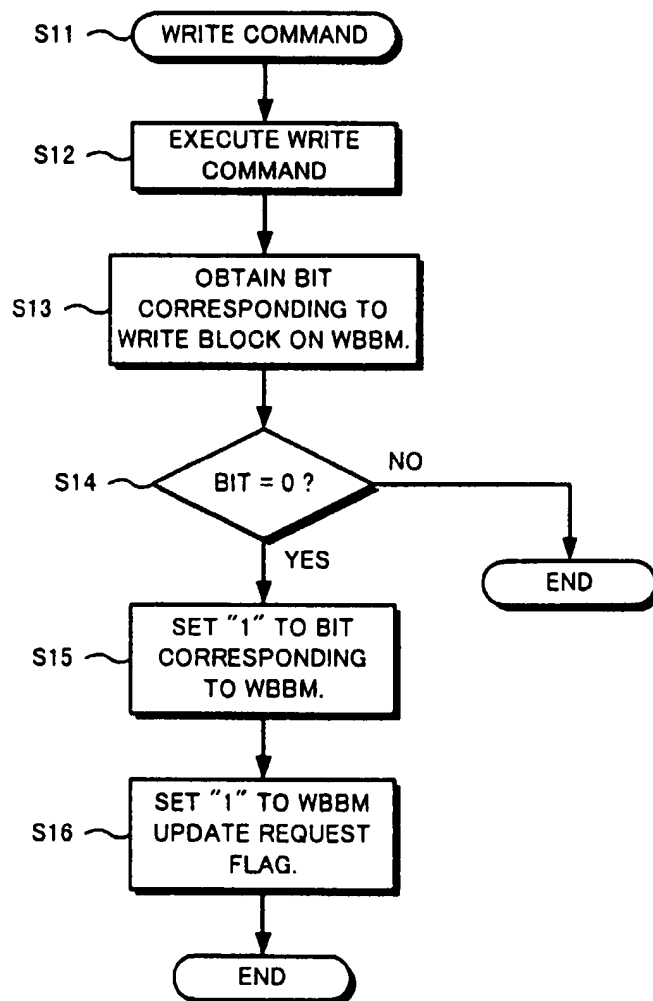 S11
WRITE COMMAND
S12
EXECUTE WRITE
COMMAND
S13
OBTAIN BIT
CORRESPONDING TO
WRITE BLOCK ON WBBM.
S14
BIT = 0 ?
NO
YES
END
S15
SET "1" TO BIT
CORRESPONDING
TO WBBM.
S16
SET "1" TO WBBM
UPDATE REQUEST
FLAG.
END